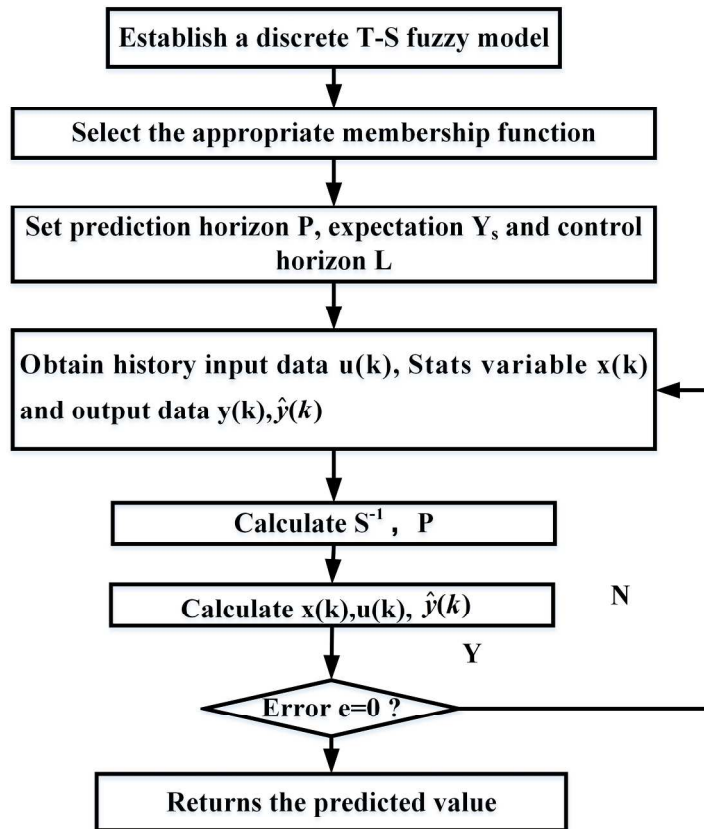 Establish a discrete T-S fuzzy model
Select the appropriate membership function
Set prediction horizon P, expectation Yₛ and control
horizon L
Obtain history input data u(k), Stats variable x(k)
and output data y(k),ŷ(k)
Calculate S⁻¹ , P
Calculate x(k),u(k), ŷ(k)
N
Y
Error e=0 ?
Returns the predicted value